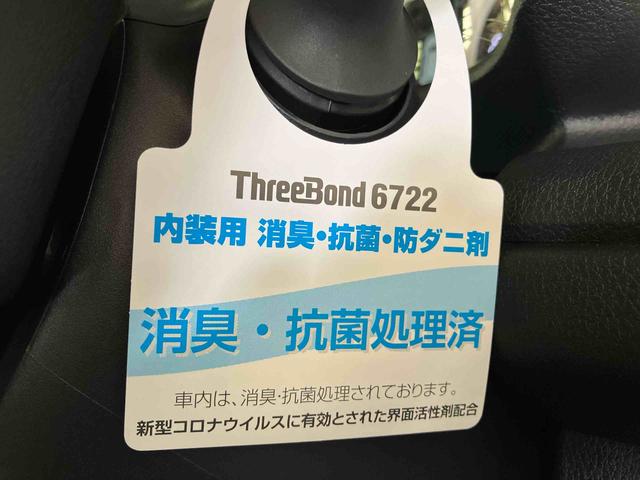 ThreeBond 6722
内装用 消臭・抗菌・防ダニ剤
消臭・抗菌処理済
車内は、消臭・抗菌処理されております。
新型コロナウイルスに有効とされた界面活性剤配合